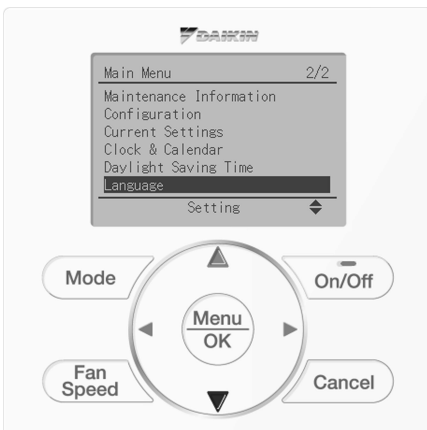 DAIKIN
Main Menu 2/2
Maintenance Information
Configuration
Current Settings
Clock & Calendar
Daylight Saving Time
Language
Setting
Mode
On/Off
Menu
OK
Fan
Speed
Cancel